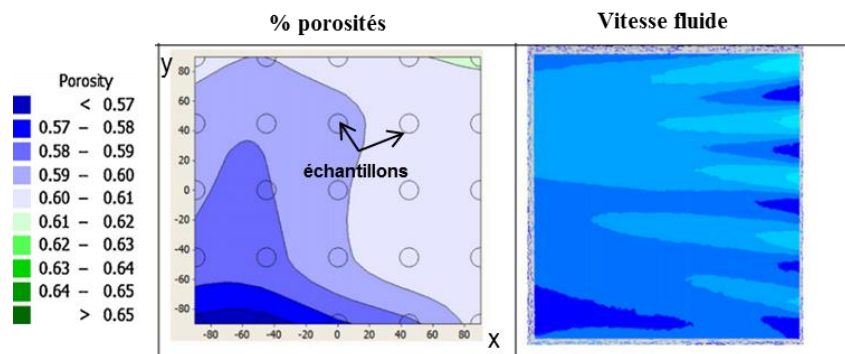 % porosités
Vitesse fluide
Porosity
< 0.57
0.57 – 0.58
0.58 – 0.59
0.59 – 0.60
0.60 – 0.61
0.61 – 0.62
0.62 – 0.63
0.63 – 0.64
0.64 – 0.65
> 0.65
y
80
60
40
20
0
-20
-40
-60
-80
échantillons
-80 -60 -40 -20 0 20 40 60 80
x